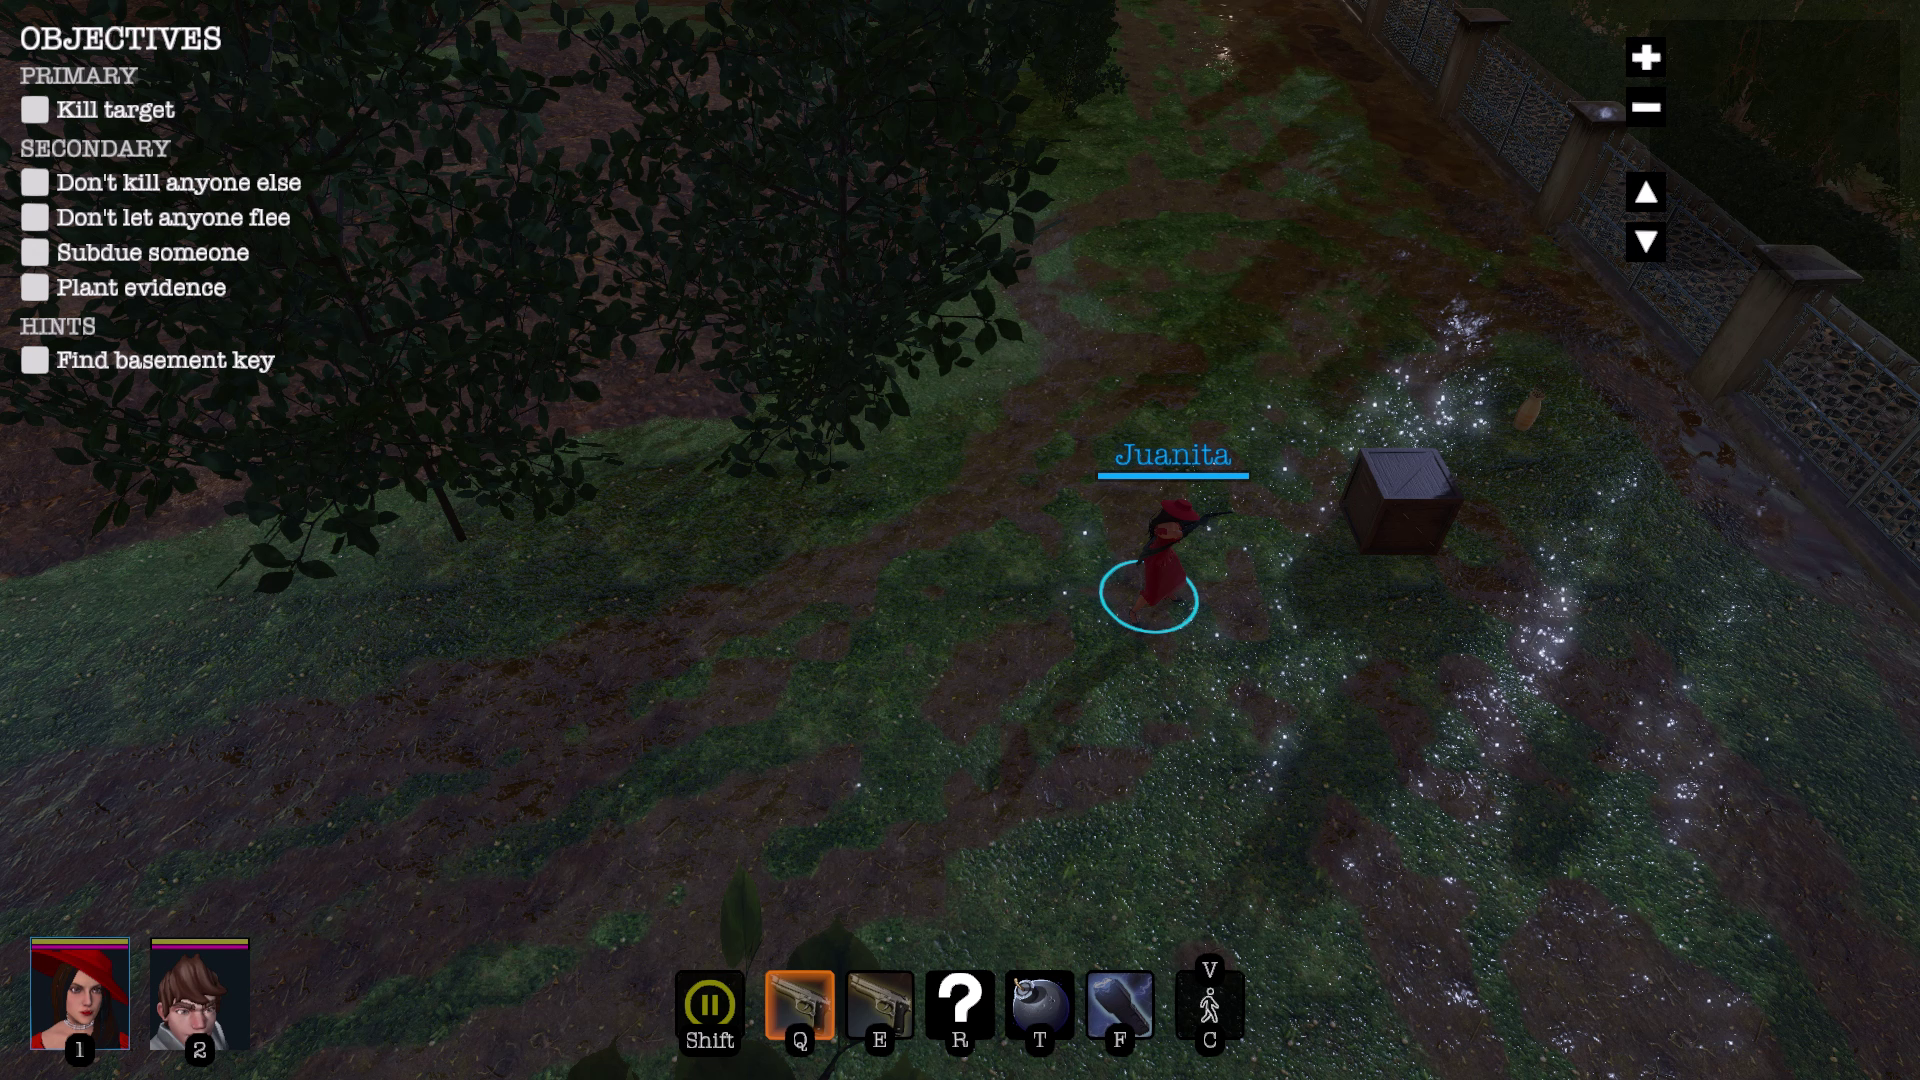 OBJECTIVES
PRIMARY
Kill target
SECONDARY
Don't kill anyone else
Don't let anyone flee
Subdue someone
Plant evidence
HINTS
Find basement key
Juanita
1
2
Shift
Q
E
?
R
T
F
V
C